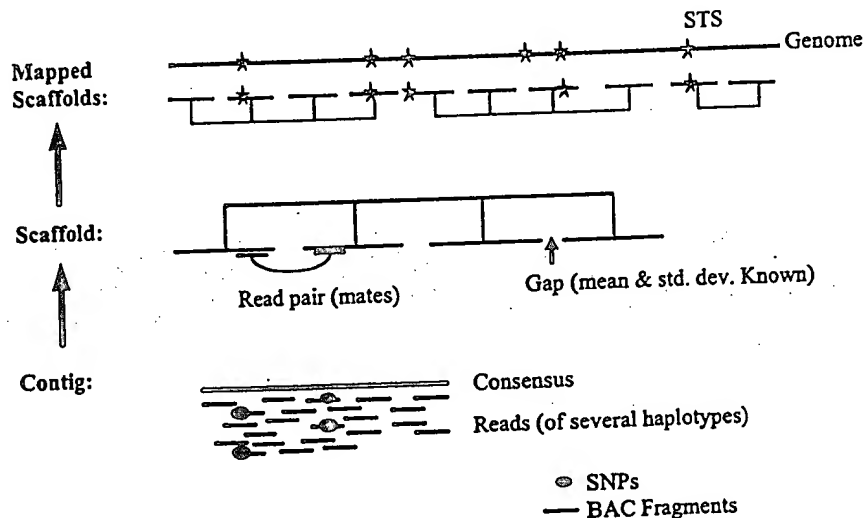 STS
Genome
Mapped
Scaffolds:
Scaffold:
Read pair (mates)
Gap (mean & std. dev. Known)
Contig:
Consensus
Reads (of several haplotypes)
SNPs
BAC Fragments